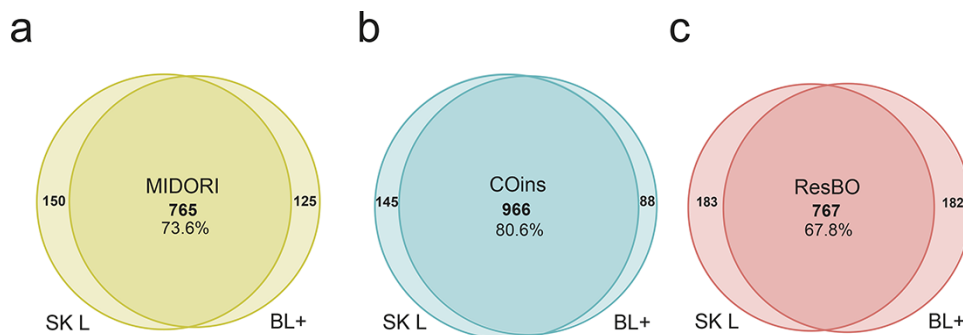 a
b
c
MIDORI
150
765
125
73.6%
SK L
BL+
COins
145
966
88
80.6%
SK L
BL+
ResBO
183
767
182
67.8%
SK L
BL+